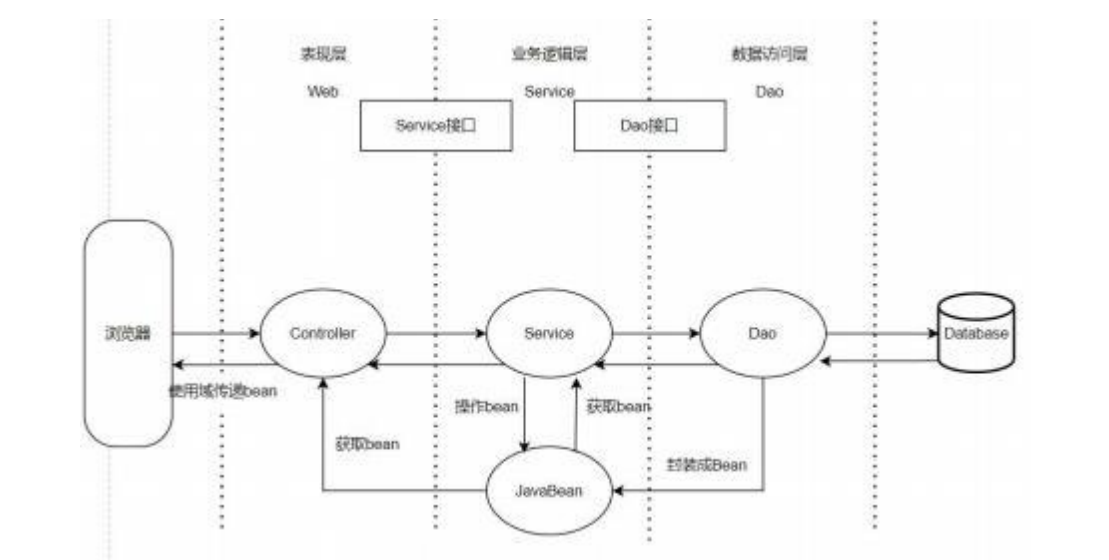 表现层
业务逻辑层
数据访问层
Web
Service
Dao
Service接口
Dao接口
浏览器
Controller
Service
Dao
Database
使用域传递bean
操作bean
获取bean
获取bean
封装成Bean
JavaBean